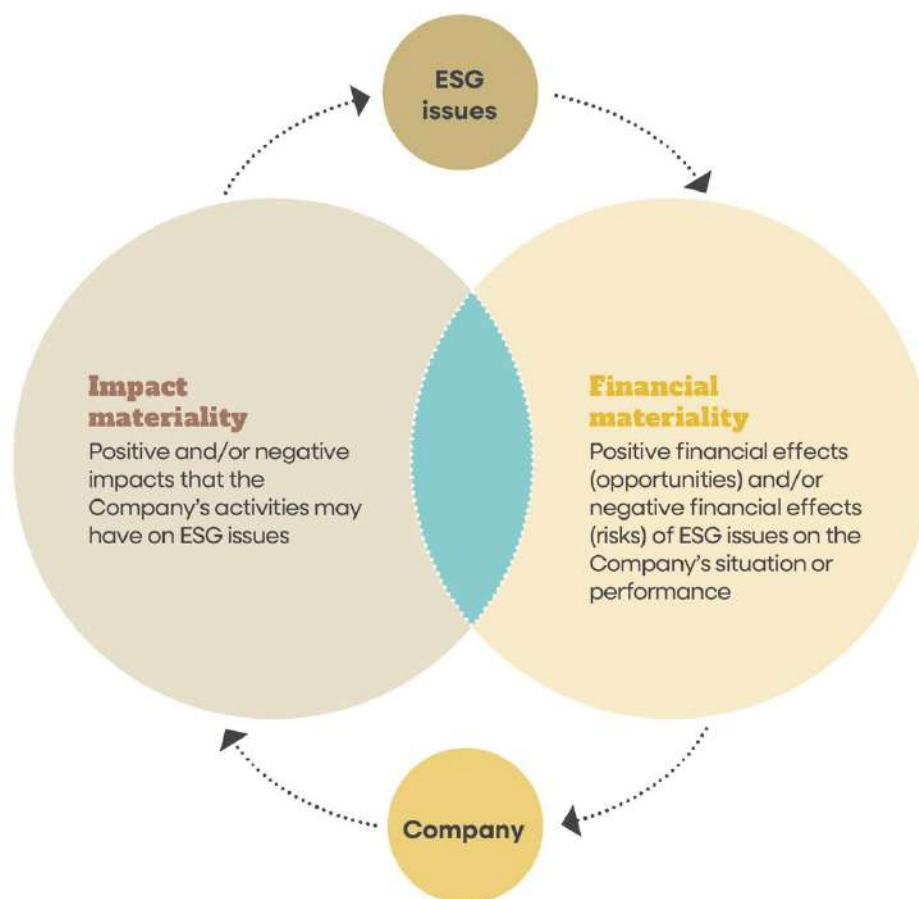 ESG
issues
Impact
materiality
Positive and/or negative
impacts that the
Company's activities may
have on ESG issues
Financial
materiality
Positive financial effects
(opportunities) and/or
negative financial effects
(risks) of ESG issues on the
Company's situation or
performance
Company